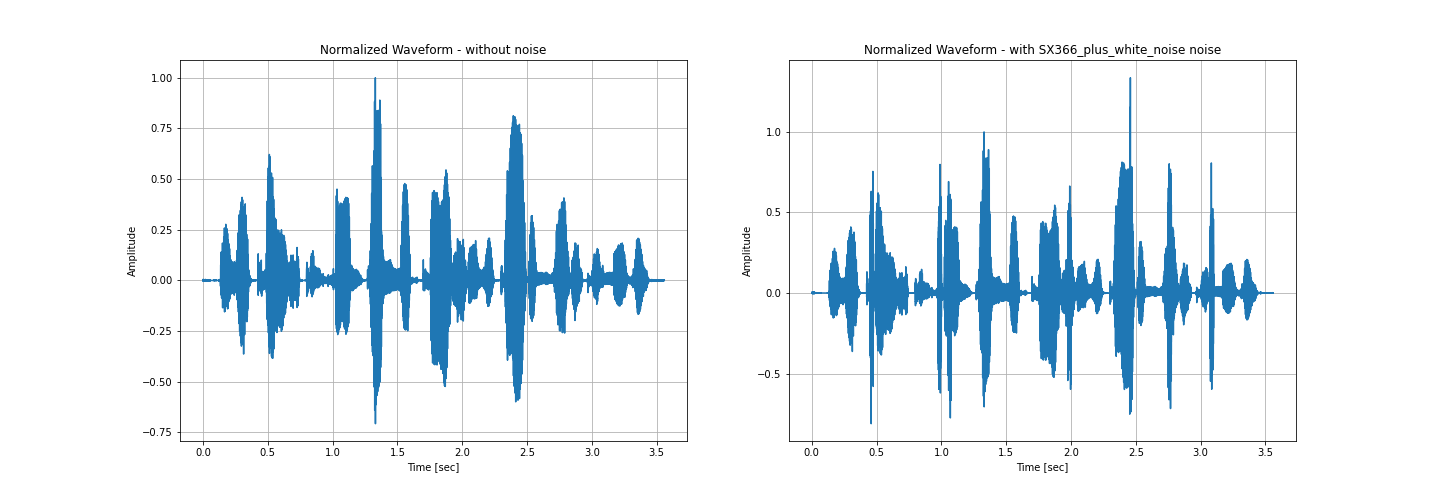 Normalized Waveform - without noise
1.00
0.75
0.50
0.25
0.00
−0.25
−0.50
−0.75
Amplitude
0.0 0.5 1.0 1.5 2.0 2.5 3.0 3.5
Time [sec]
Normalized Waveform - with SX366_plus_white_noise noise
1.0
0.5
0.0
−0.5
Amplitude
0.0 0.5 1.0 1.5 2.0 2.5 3.0 3.5
Time [sec]